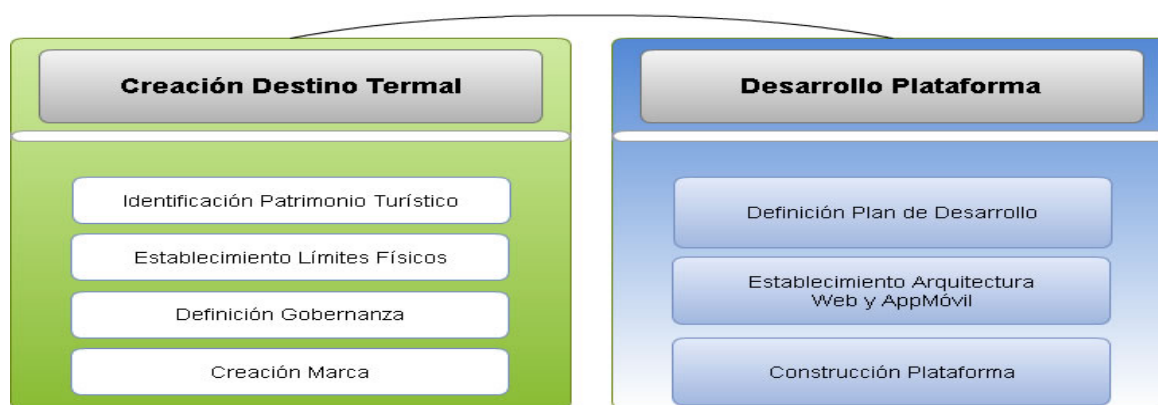 Creación Destino Termal
Identificación Patrimonio Turístico
Establecimiento Límites Físicos
Definición Gobernanza
Creación Marca
Desarrollo Plataforma
Definición Plan de Desarrollo
Establecimiento Arquitectura
Web y AppMóvil
Construcción Plataforma